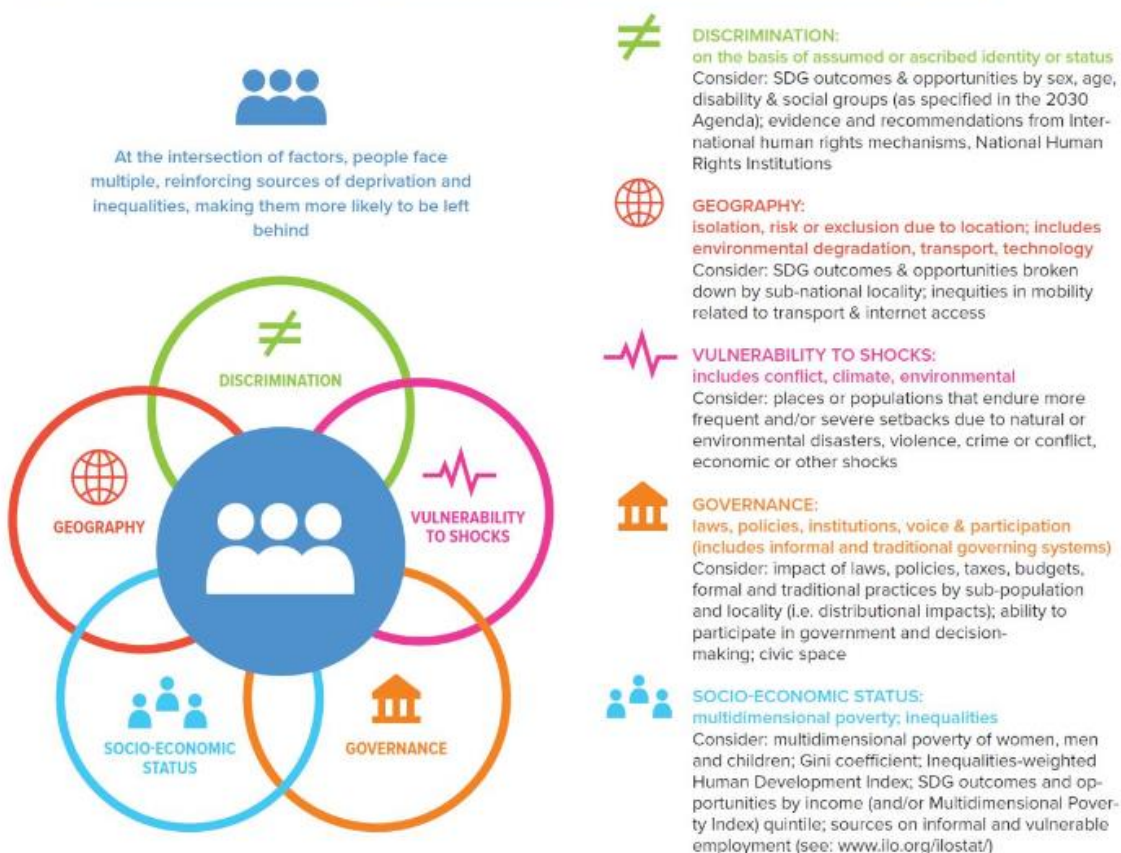 At the intersection of factors, people face
multiple, reinforcing sources of deprivation and
inequalities, making them more likely to be left
behind
DISCRIMINATION
GEOGRAPHY
VULNERABILITY
TO SHOCKS
SOCIO-ECONOMIC
STATUS
GOVERNANCE
DISCRIMINATION:
on the basis of assumed or ascribed identity or status
Consider: SDG outcomes & opportunities by sex, age,
disability & social groups (as specified in the 2030
Agenda); evidence and recommendations from Inter-
national human rights mechanisms, National Human
Rights Institutions
GEOGRAPHY:
isolation, risk or exclusion due to location; includes
environmental degradation, transport, technology
Consider: SDG outcomes & opportunities broken
down by sub-national locality; inequities in mobility
related to transport & internet access
VULNERABILITY TO SHOCKS:
includes conflict, climate, environmental
Consider: places or populations that endure more
frequent and/or severe setbacks due to natural or
environmental disasters, violence, crime or conflict,
economic or other shocks
GOVERNANCE:
laws, policies, institutions, voice & participation
(includes informal and traditional governing systems)
Consider: impact of laws, policies, taxes, budgets,
formal and traditional practices by sub-population
and locality (i.e. distributional impacts); ability to
participate in government and decision-
making; civic space
SOCIO-ECONOMIC STATUS:
multidimensional poverty; inequalities
Consider: multidimensional poverty of women, men
and children; Gini coefficient; Inequalities-weighted
Human Development Index; SDG outcomes and op-
portunities by income (and/or Multidimensional Pover-
ty Index) quintile; sources on informal and vulnerable
employment (see: www.ilo.org/ilostat/)